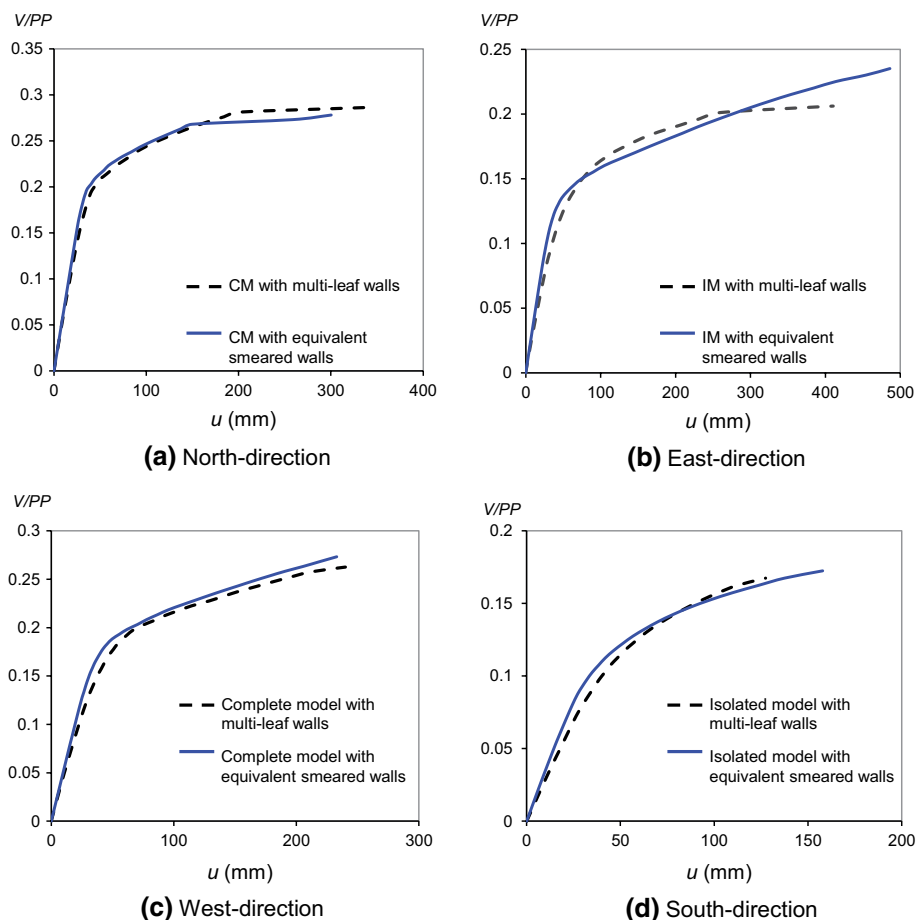 V/PP
0.35
0.3
0.25
0.2
0.15
0.1
0.05
0
0 100 200 300 400
u (mm)
CM with multi-leaf walls
CM with equivalent
smeared walls
(a) North-direction
V/PP
0.25
0.2
0.15
0.1
0.05
0
0 100 200 300 400 500
u (mm)
IM with multi-leaf walls
IM with equivalent
smeared walls
(b) East-direction
V/PP
0.3
0.25
0.2
0.15
0.1
0.05
0
0 100 200 300
u (mm)
Complete model with
multi-leaf walls
Complete model with
equivalent smeared walls
(c) West-direction
V/PP
0.2
0.15
0.1
0.05
0
0 50 100 150 200
u (mm)
Isolated model with
multi-leaf walls
Isolated model with
equivalent smeared walls
(d) South-direction